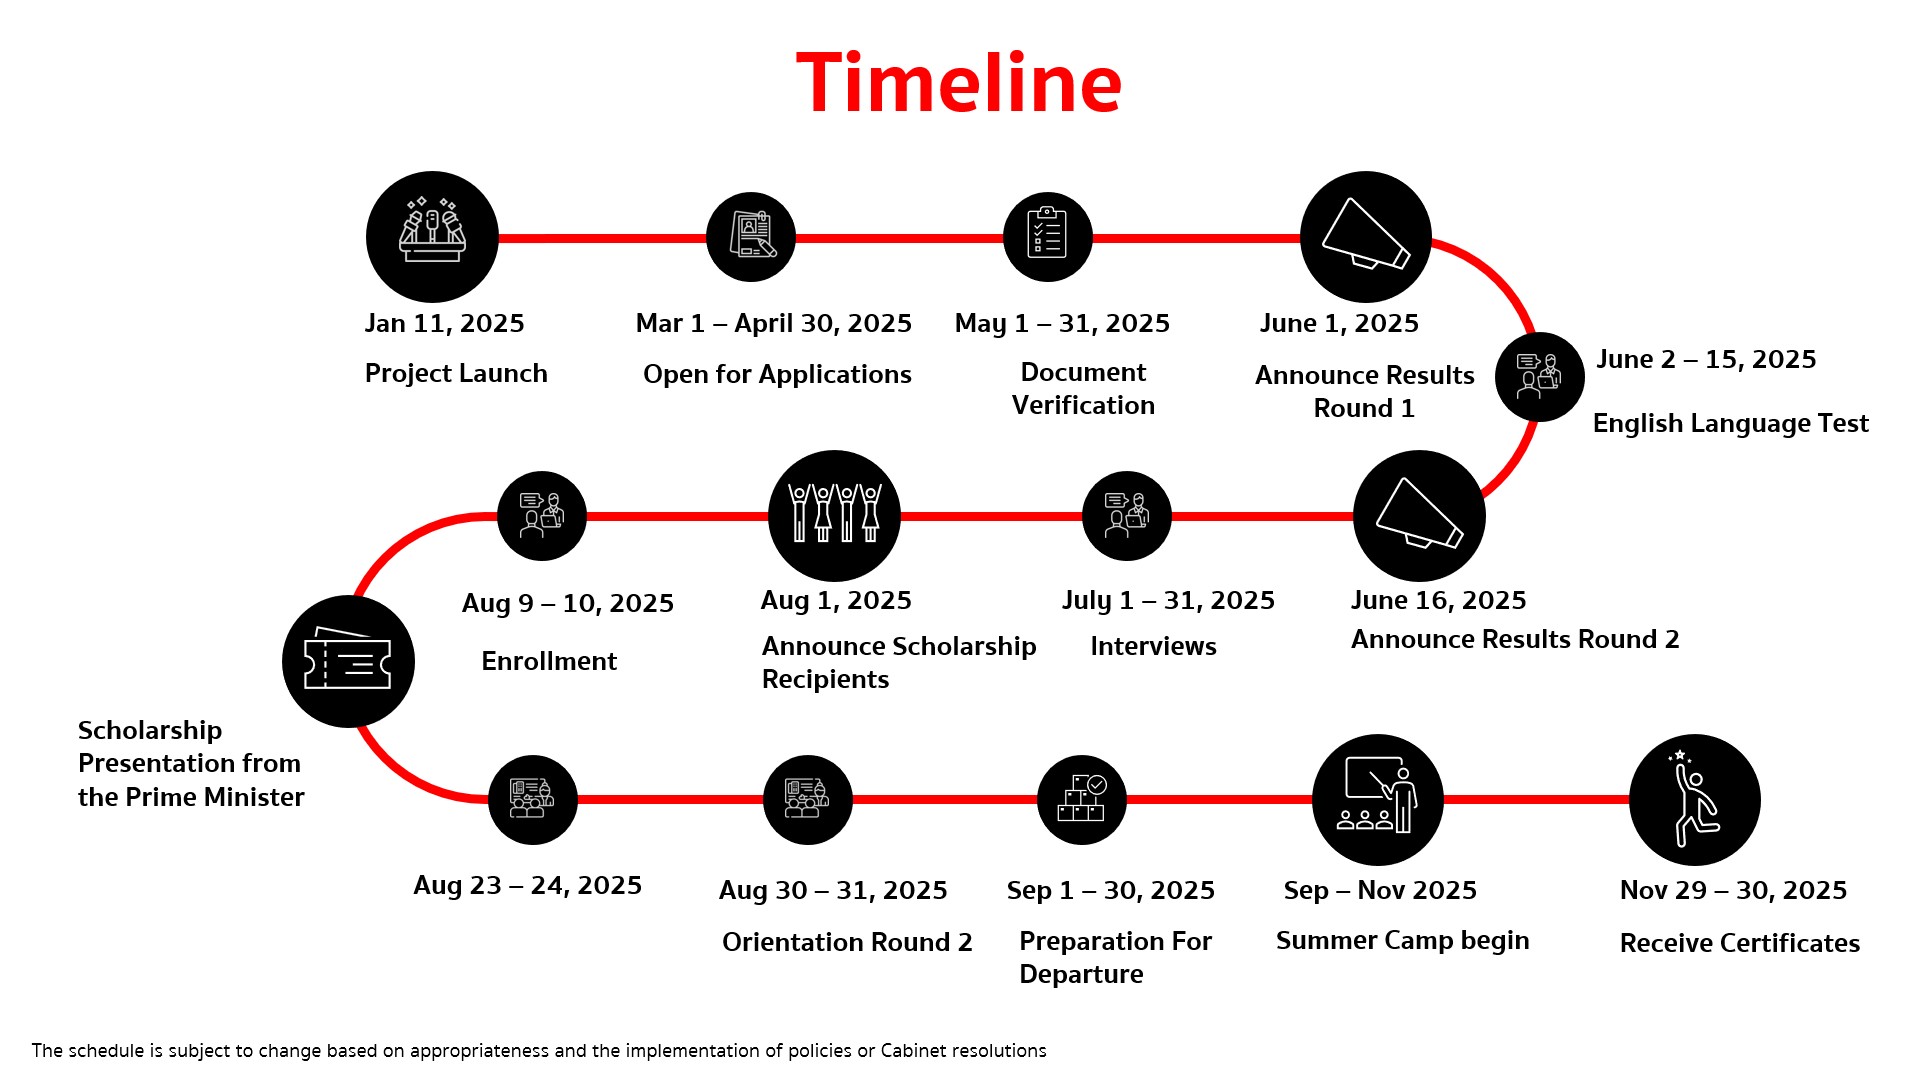 Timeline
Jan 11, 2025
Project Launch
Mar 1 – April 30, 2025
Open for Applications
May 1 – 31, 2025
Document
Verification
June 1, 2025
Announce Results
Round 1
June 2 – 15, 2025
English Language Test
June 16, 2025
Announce Results Round 2
July 1 – 31, 2025
Interviews
Aug 1, 2025
Announce Scholarship
Recipients
Aug 9 – 10, 2025
Enrollment
Scholarship
Presentation from
the Prime Minister
Aug 23 – 24, 2025
Aug 30 – 31, 2025
Orientation Round 2
Sep 1 – 30, 2025
Preparation For
Departure
Sep – Nov 2025
Summer Camp begin
Nov 29 – 30, 2025
Receive Certificates
The schedule is subject to change based on appropriateness and the implementation of policies or Cabinet resolutions